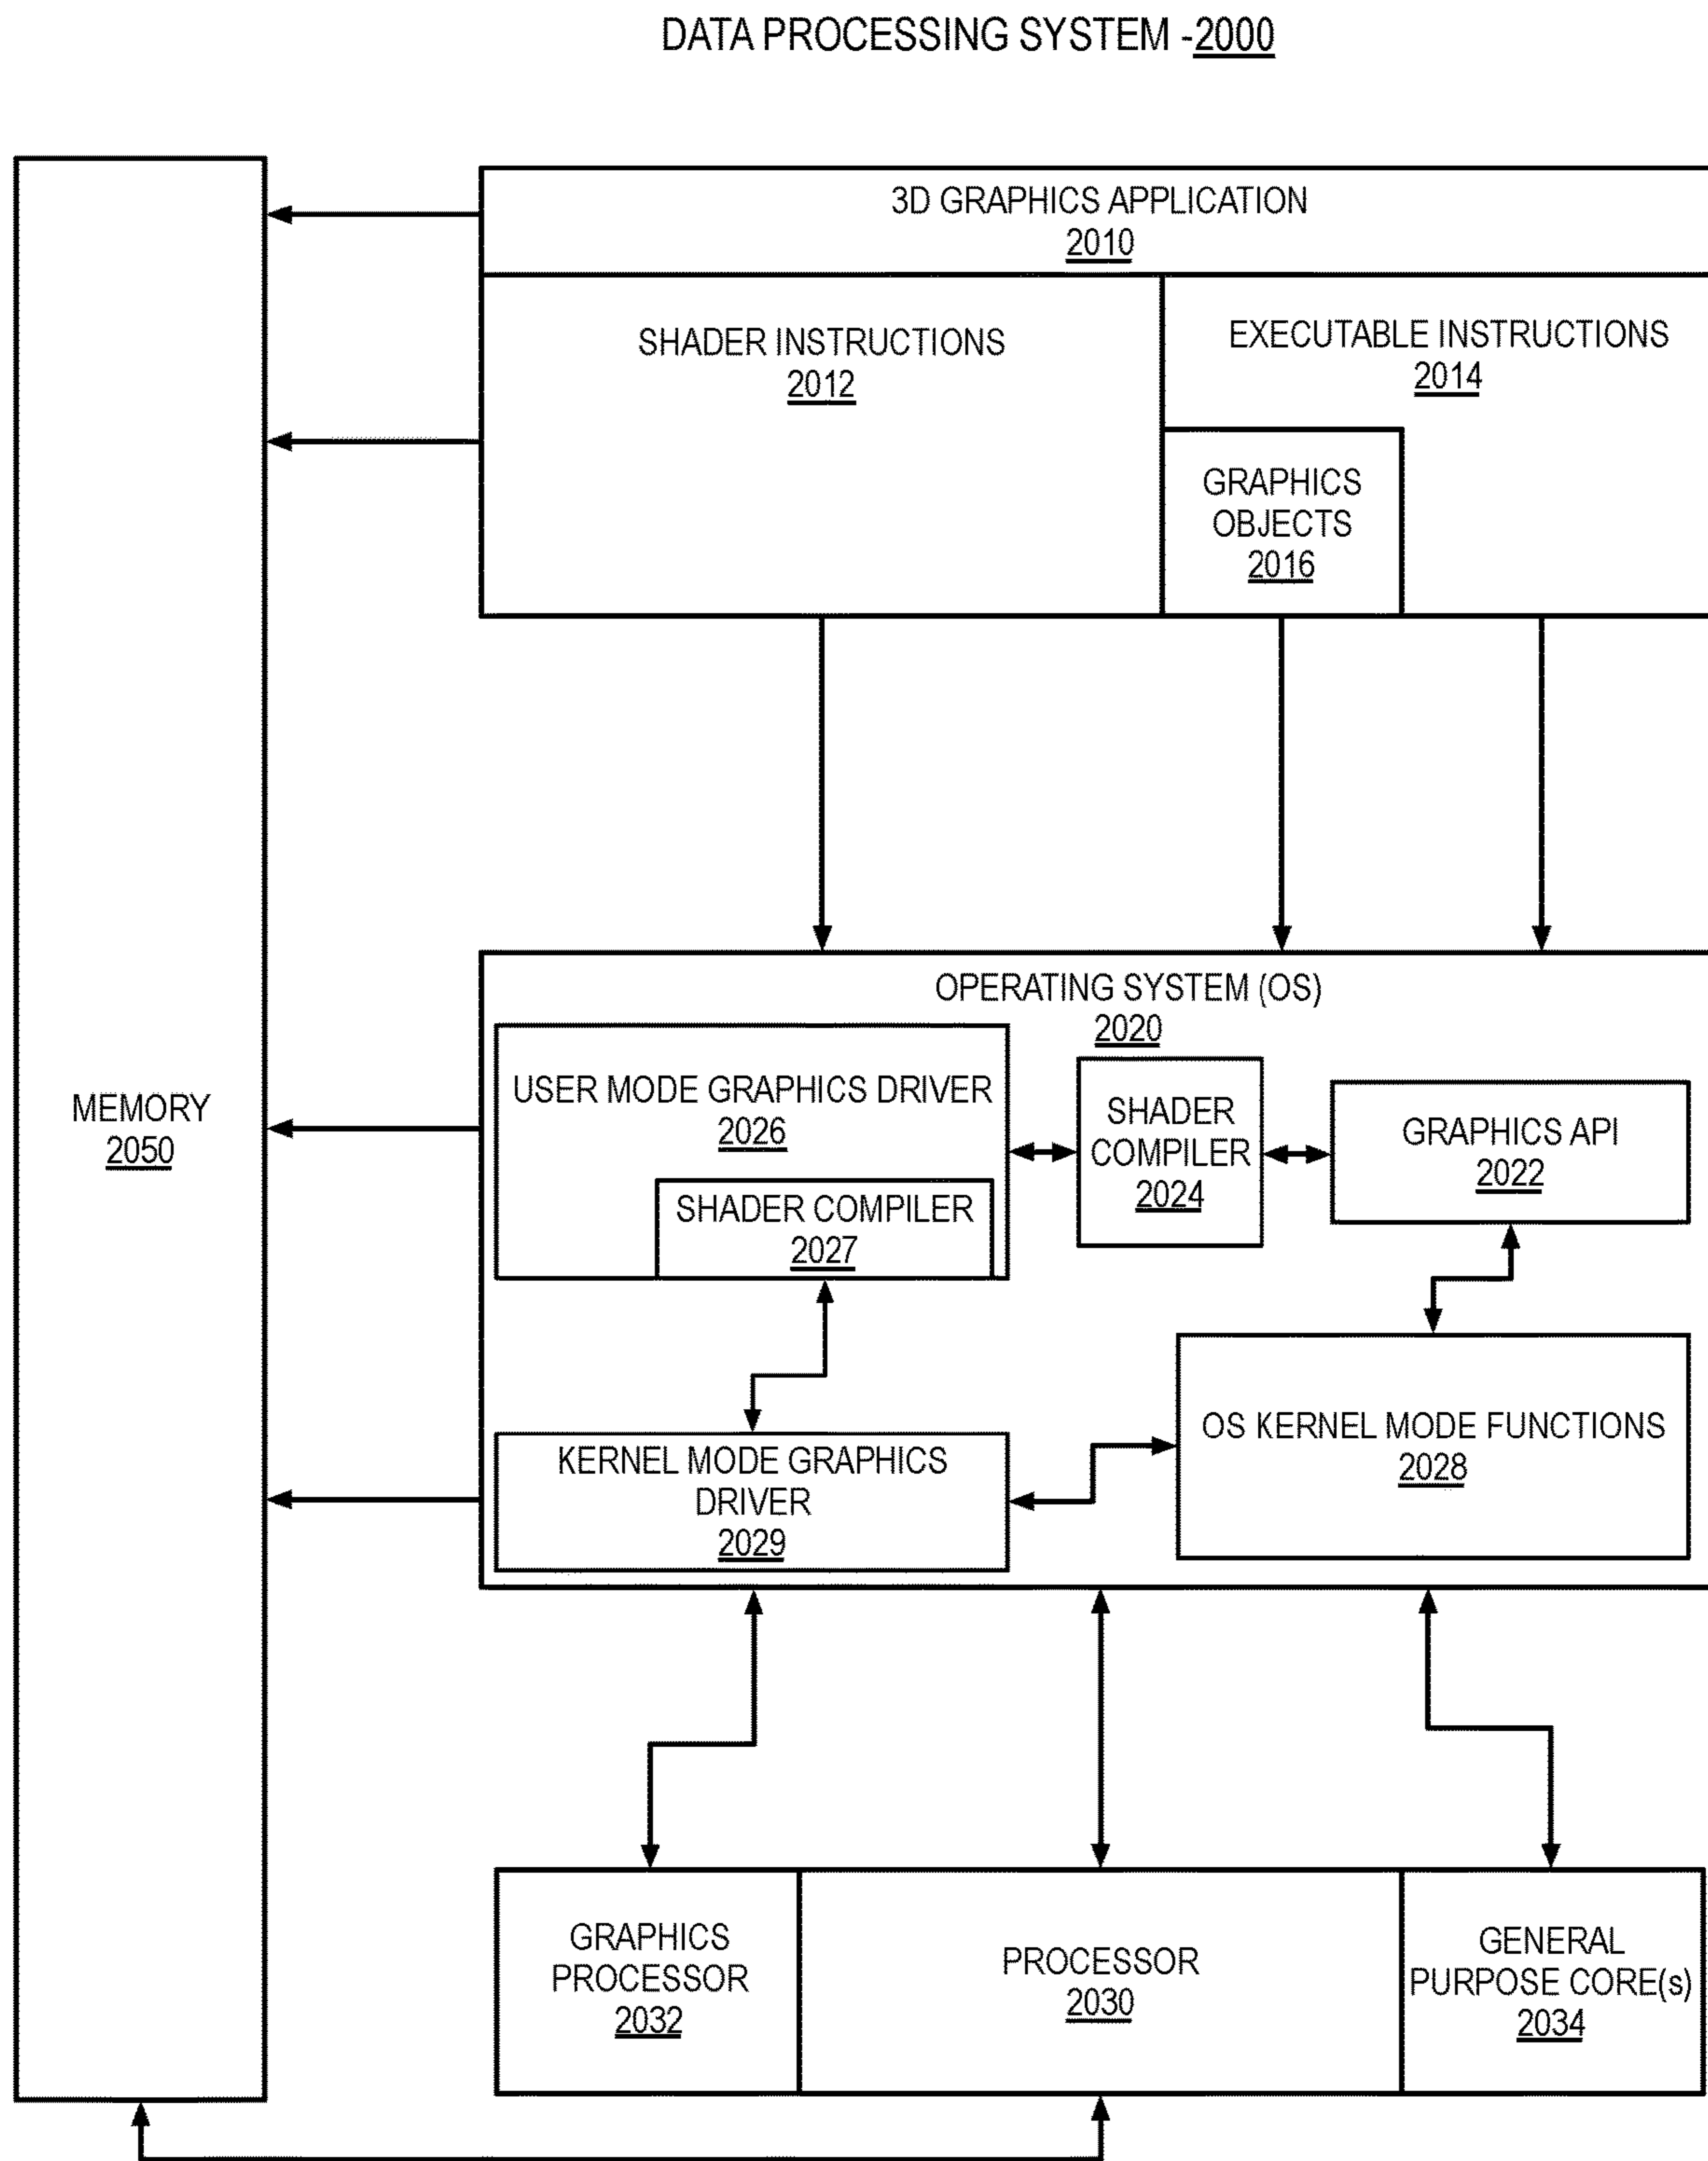 DATA PROCESSING SYSTEM -2000
3D GRAPHICS APPLICATION
2010
SHADER INSTRUCTIONS
2012
EXECUTABLE INSTRUCTIONS
2014
GRAPHICS
OBJECTS
2016
MEMORY
2050
OPERATING SYSTEM (OS)
2020
USER MODE GRAPHICS DRIVER
2026
SHADER COMPILER
2027
SHADER
COMPILER
2024
GRAPHICS API
2022
KERNEL MODE GRAPHICS
DRIVER
2029
OS KERNEL MODE FUNCTIONS
2028
GRAPHICS
PROCESSOR
2032
PROCESSOR
2030
GENERAL
PURPOSE CORE(s)
2034